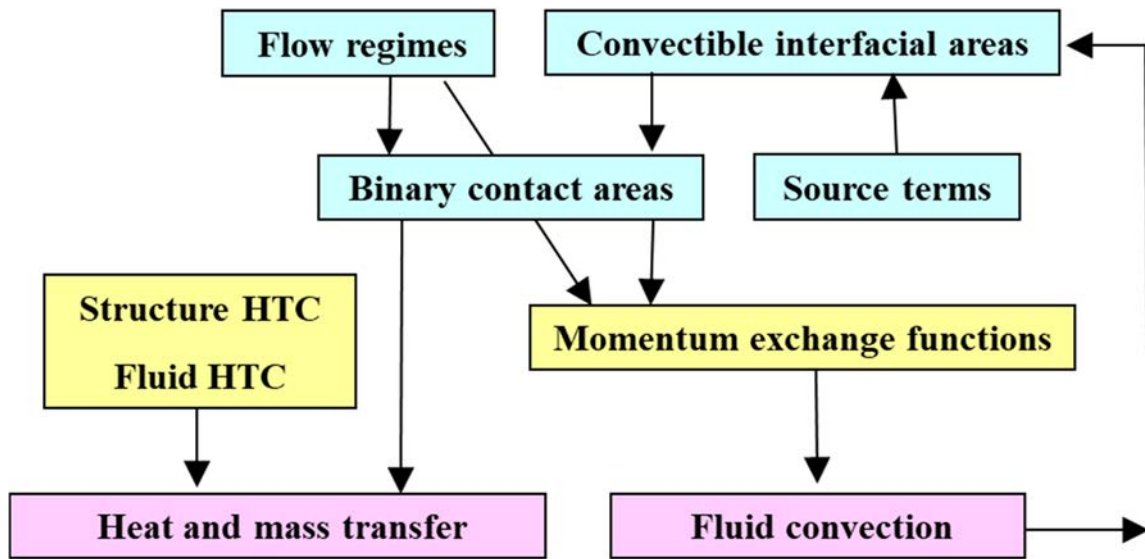 Flow regimes
Convectible interfacial areas
Binary contact areas
Source terms
Structure HTC
Fluid HTC
Momentum exchange functions
Heat and mass transfer
Fluid convection